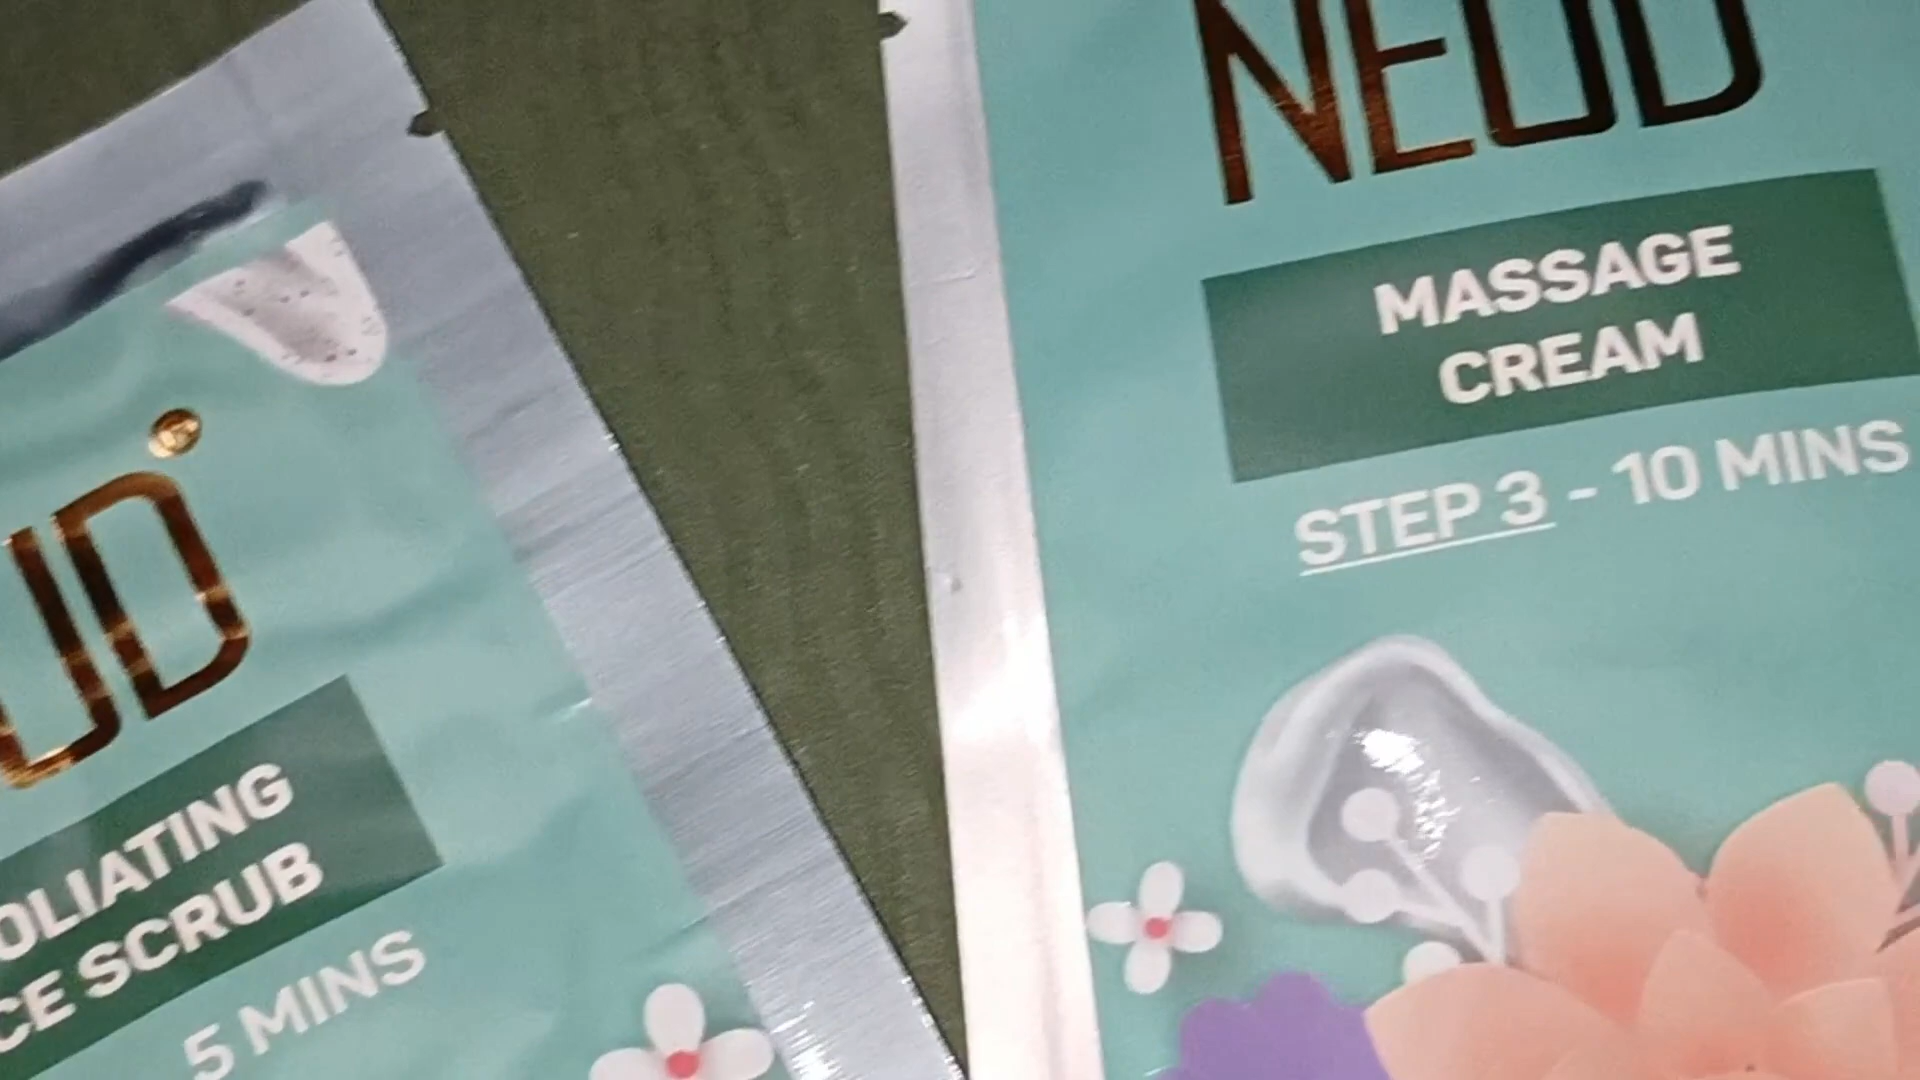 UD
OLIATING
CE SCRUB
5 MINS
NEUD
MASSAGE
CREAM
STEP 3 - 10 MINS